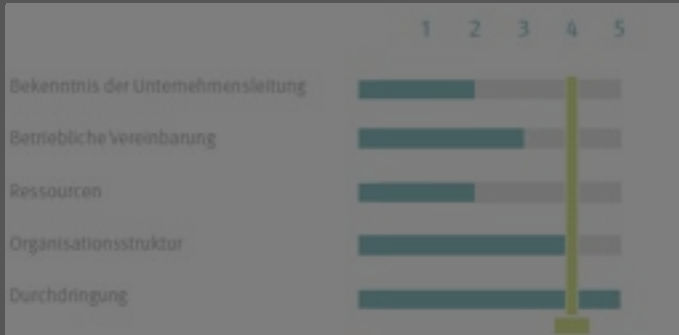 1 2 3 4 5
Bekenntnis der Unternehmensleitung
Betriebliche Vereinbarung
Ressourcen
Organisationsstruktur
Durchdringung